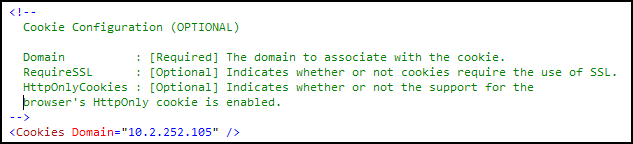 <!--
  Cookie Configuration (OPTIONAL)

  Domain        : [Required] The domain to associate with the cookie.
  RequireSSL      : [Optional] Indicates whether or not cookies require the use of SSL.
  HttpOnlyCookies : [Optional] Indicates whether or not the support for the
  browser's HttpOnly cookie is enabled.
-->
<Cookies Domain="10.2.252.105" />